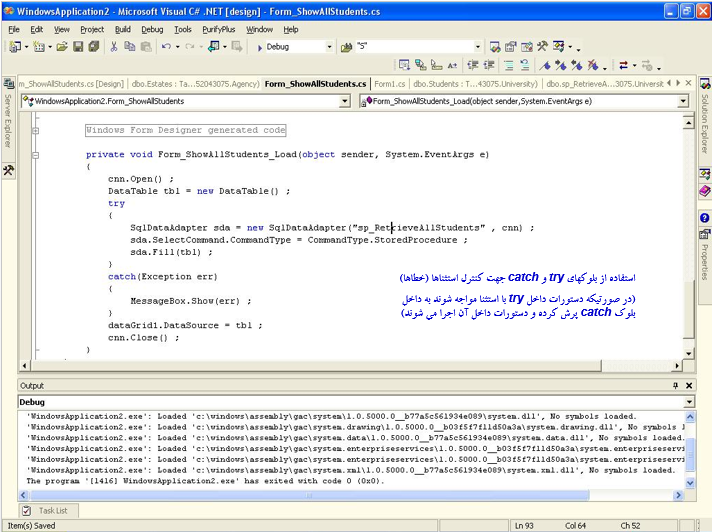 WindowsApplication2 - Microsoft Visual C# .NET [design] - Form_ShowAllStudents.cs
File Edit View Project Build Debug Tools PurifyPlus Window Help
Debug "S"
m_ShowAllStudents.cs [Design] dbo.Estates : Ta...52043075.Agency) Form_ShowAllStudents.cs Form1.cs dbo.Students : T...43075.University) dbo.sp_RetrieveA...3075.Universit
WindowsApplication2.Form_ShowAllStudents Form_ShowAllStudents_Load(object sender,System.EventArgs e)
Server Explorer
Solution Explorer
Properties
Windows Form Designer generated code
private void Form_ShowAllStudents_Load(object sender, System.EventArgs e)
{
cnn.Open() ;
DataTable tbl = new DataTable() ;
try
{
SqlDataAdapter sda = new SqlDataAdapter("sp_RetrieveAllStudents" , cnn) ;
sda.SelectCommand.CommandType = CommandType.StoredProcedure ;
sda.Fill(tbl) ;
}
catch(Exception err)
{
MessageBox.Show(err) ;
}
dataGrid1.DataSource = tbl ;
cnn.Close() ;
}
استفاده از بلوکهای try و catch جهت کنترل استثناها (خطاها)
(در صورتیکه دستورات داخل try با استثنا مواجه شوند به داخل
بلوک catch پرش کرده و دستورات داخل آن اجرا می شوند)
Output
Debug
'WindowsApplication2.exe': Loaded 'c:\windows\assembly\gac\system\1.0.5000.0__b77a5c561934e089\system.dll', No symbols loaded.
'WindowsApplication2.exe': Loaded 'c:\windows\assembly\gac\system.drawing\1.0.5000.0__b03f5f7f11d50a3a\system.drawing.dll', No symbols l
'WindowsApplication2.exe': Loaded 'c:\windows\assembly\gac\system.data\1.0.5000.0__b77a5c561934e089\system.data.dll', No symbols loaded.
'WindowsApplication2.exe': Loaded 'c:\windows\assembly\gac\system.enterpriseservices\1.0.5000.0__b03f5f7f11d50a3a\system.enterpriseservi
'WindowsApplication2.exe': Loaded 'c:\windows\assembly\gac\system.enterpriseservices\1.0.5000.0__b03f5f7f11d50a3a\system.enterpriseservi
'WindowsApplication2.exe': Loaded 'c:\windows\assembly\gac\system.xml\1.0.5000.0__b77a5c561934e089\system.xml.dll', No symbols loaded.
The program '[1416] WindowsApplication2.exe' has exited with code 0 (0x0).
Task List
Item(s) Saved Ln 93 Col 64 Ch 52